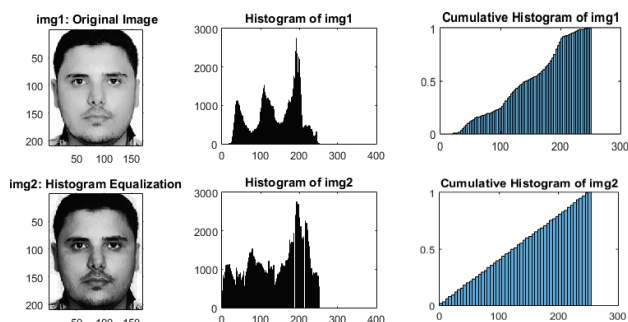 img1: Original Image
50
100
150
200
50 100 150
Histogram of img1
3000
2000
1000
0
0 100 200 300 400
Cumulative Histogram of img1
1
0.5
0
0 100 200 300
img2: Histogram Equalization
50
100
150
200
50 100 150
Histogram of img2
3000
2000
1000
0
0 100 200 300 400
Cumulative Histogram of img2
1
0.5
0
0 100 200 300